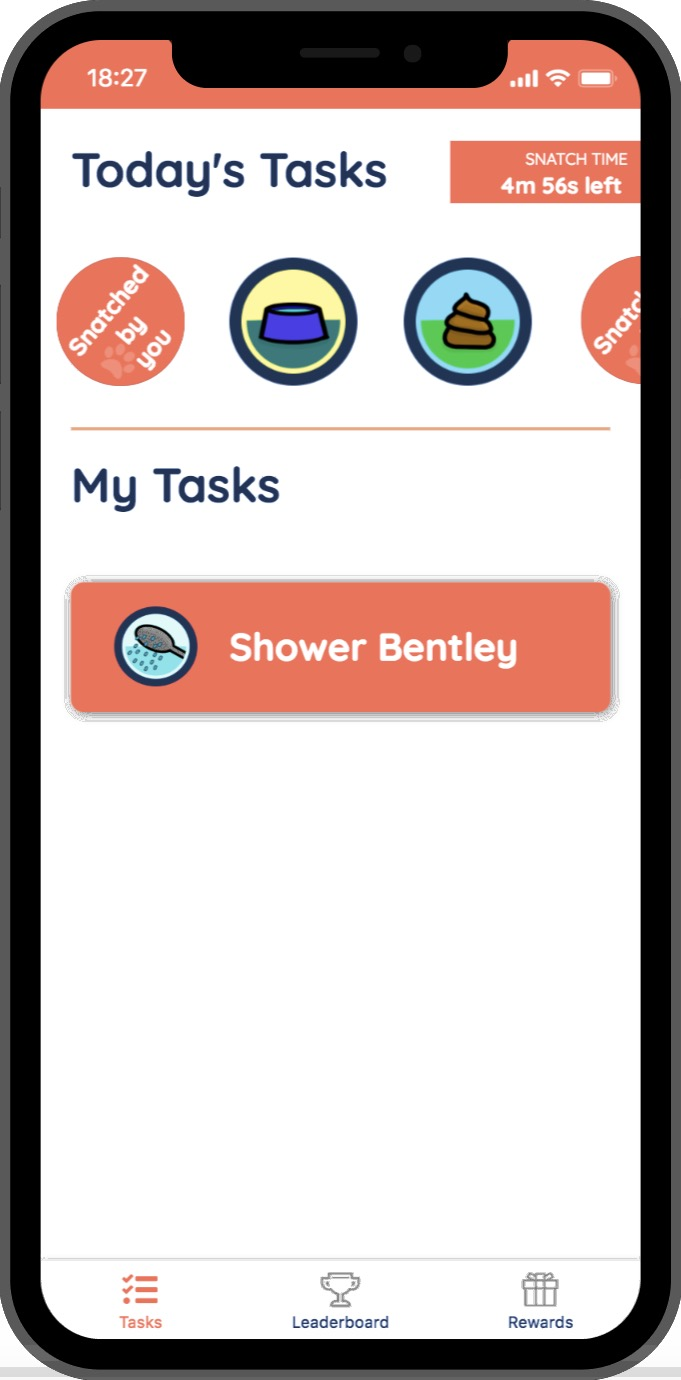 18:27
Today's Tasks
SNATCH TIME
4m 56s left
Snatched
by
you
My Tasks
Shower Bentley
Tasks
Leaderboard
Rewards